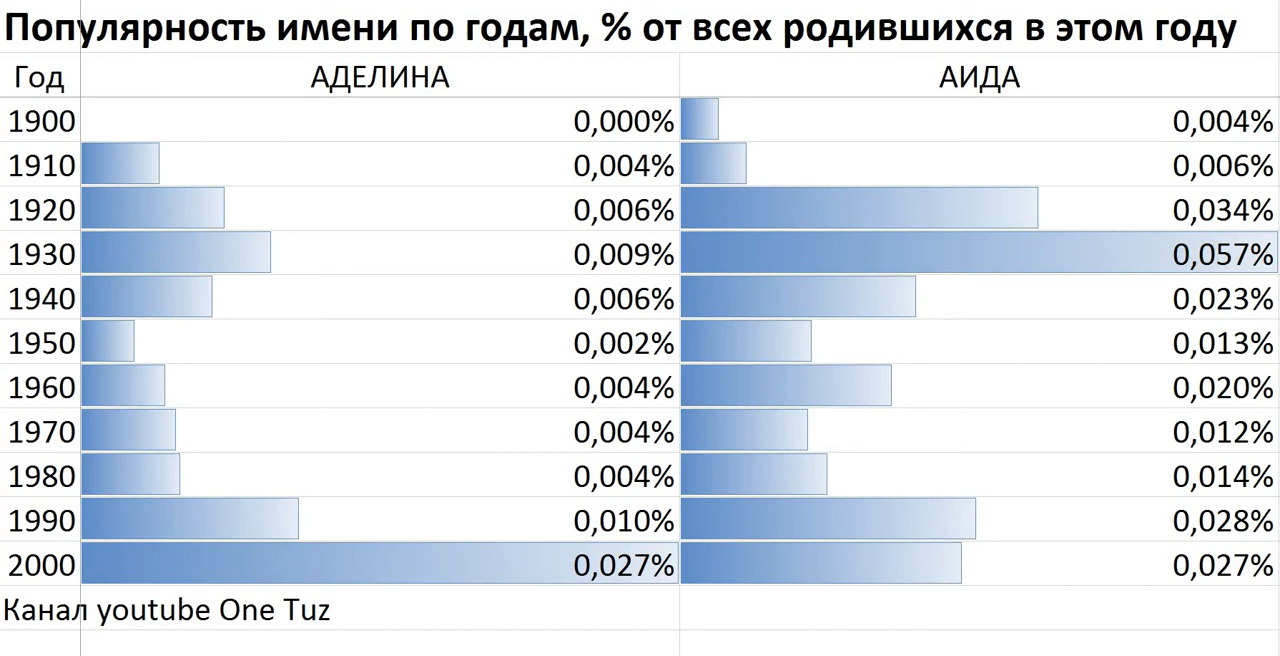 Популярность имени по годам, % от всех родившихся в этом году
Год АДЕЛИНА АИДА
1900 0,000% 0,004%
1910 0,004% 0,006%
1920 0,006% 0,034%
1930 0,009% 0,057%
1940 0,006% 0,023%
1950 0,002% 0,013%
1960 0,004% 0,020%
1970 0,004% 0,012%
1980 0,004% 0,014%
1990 0,010% 0,028%
2000 0,027% 0,027%
Канал youtube One Tuz